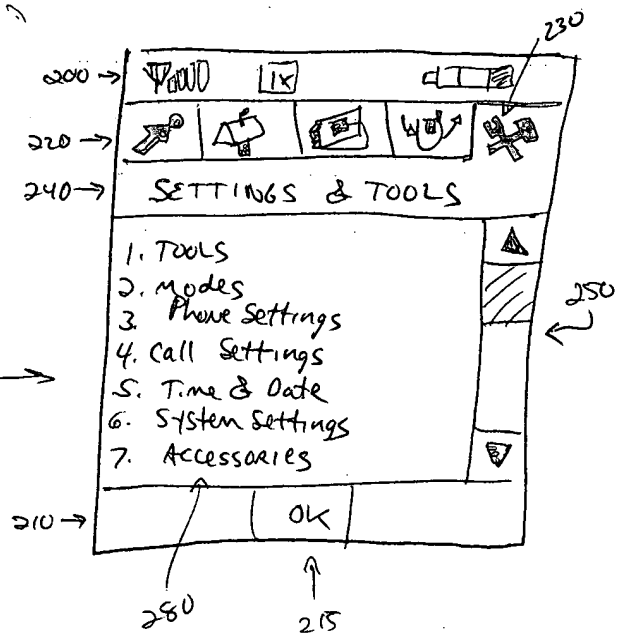 230
200 1X
220
240 SETTINGS & TOOLS
1. TOOLS
2. Modes
3. Phone Settings
250
4. Call Settings
5. Time & Date
6. System Settings
7. Accessories
210 OK
280 215